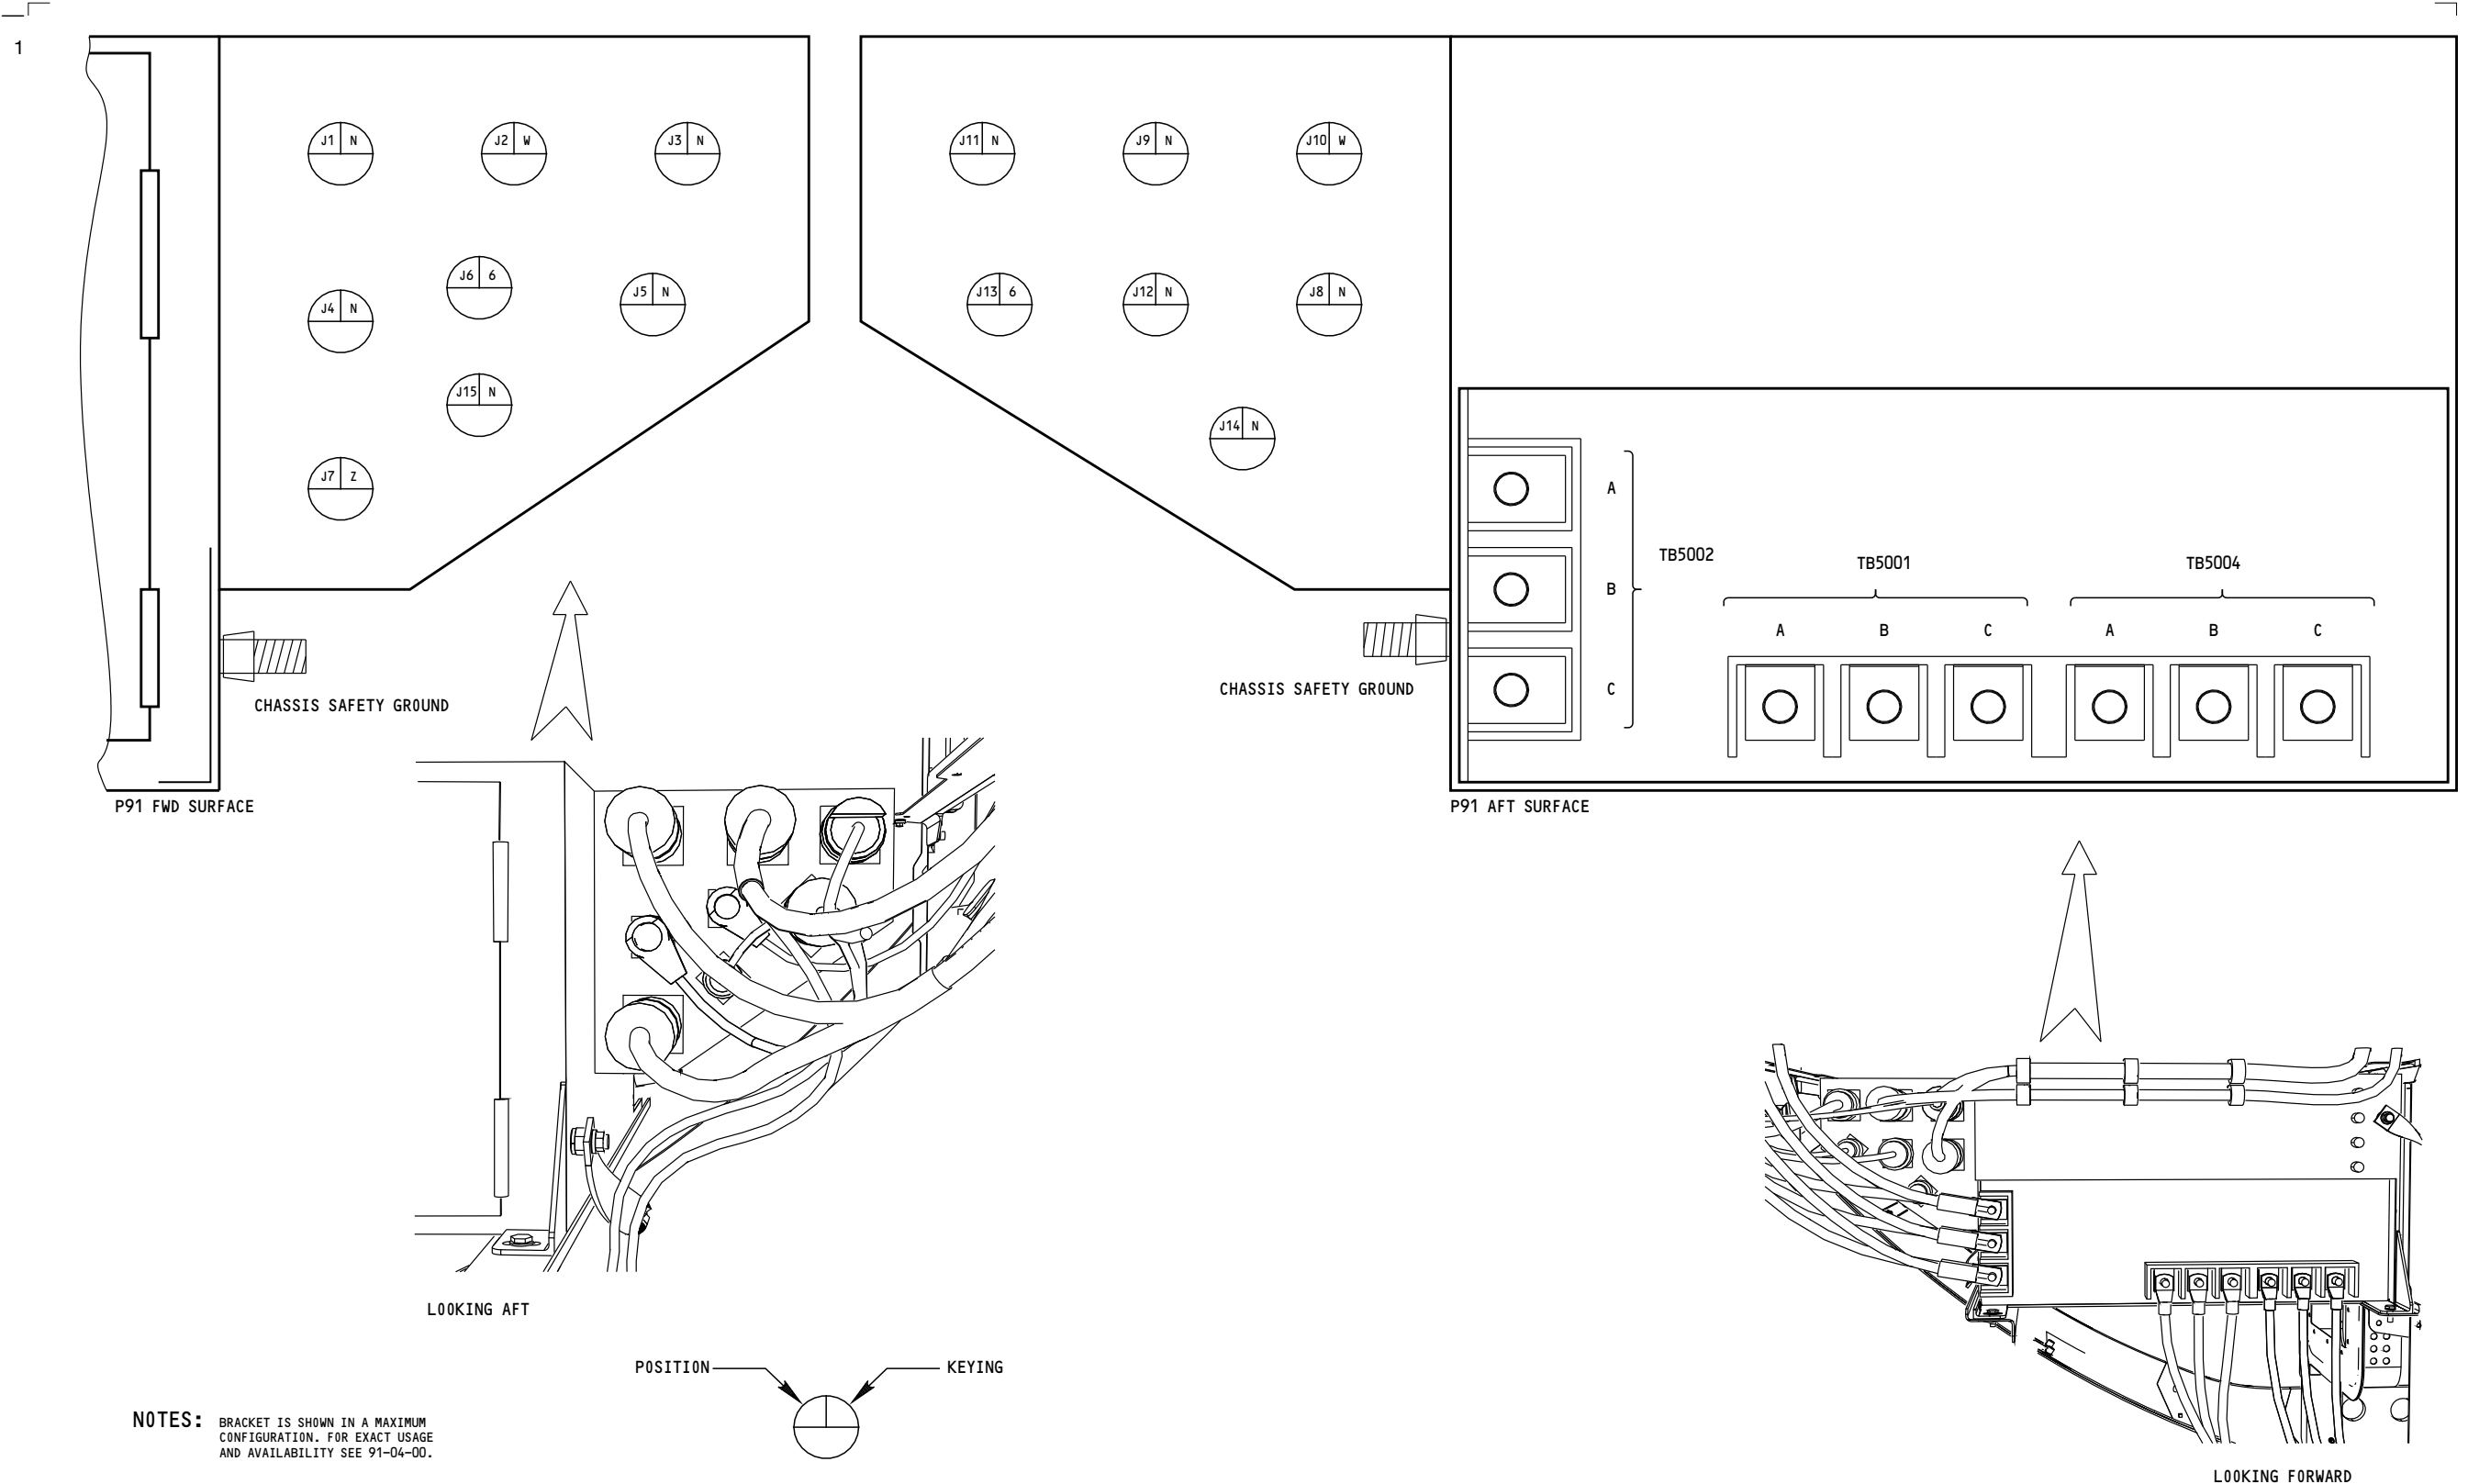 1
J1 N
J2 W
J3 N
J11 N
J9 N
J10 W
J6 6
J5 N
J4 N
J13 6
J12 N
J8 N
J15 N
J14 N
J7 Z
A
B
C
TB5002
TB5001
A B C
TB5004
A B C
CHASSIS SAFETY GROUND
CHASSIS SAFETY GROUND
P91 FWD SURFACE
P91 AFT SURFACE
LOOKING AFT
4
POSITION
KEYING
NOTES:
BRACKET IS SHOWN IN A MAXIMUM
CONFIGURATION. FOR EXACT USAGE
AND AVAILABILITY SEE 91-04-00.
LOOKING FORWARD